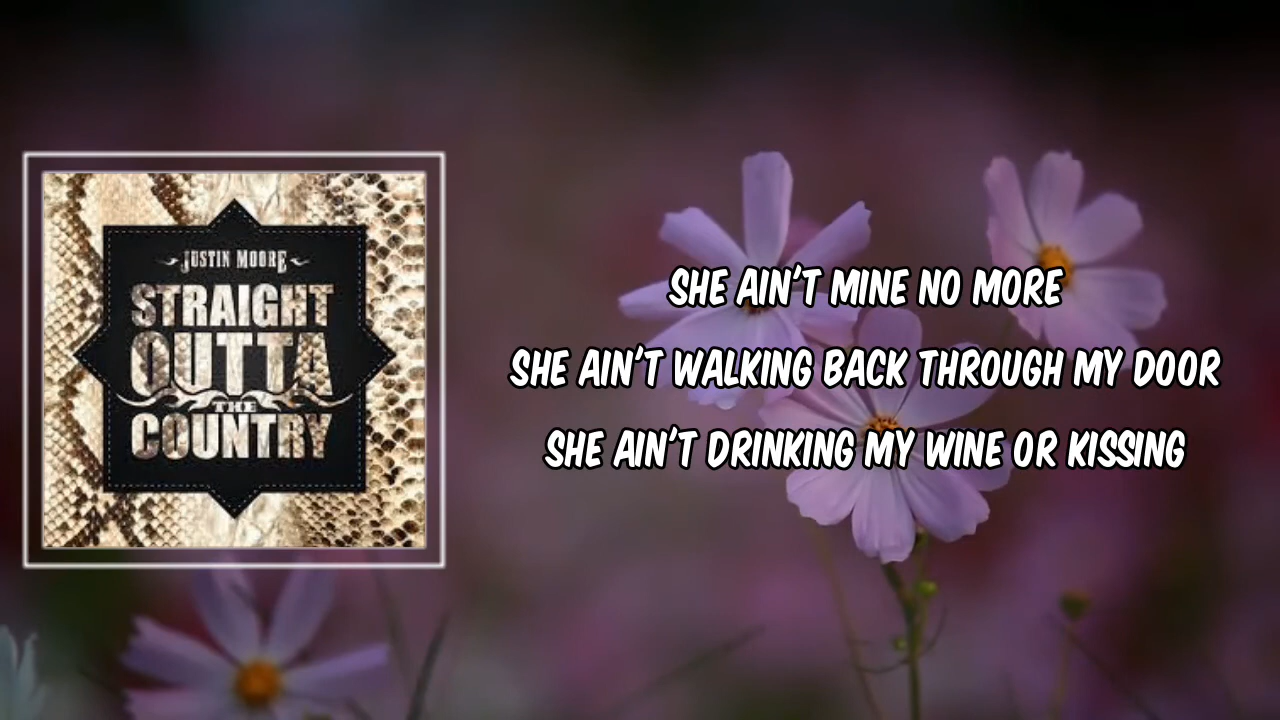 JUSTIN MOORE
STRAIGHT
OUTTA
THE
COUNTRY
SHE AIN'T MINE NO MORE
SHE AIN'T WALKING BACK THROUGH MY DOOR
SHE AIN'T DRINKING MY WINE OR KISSING